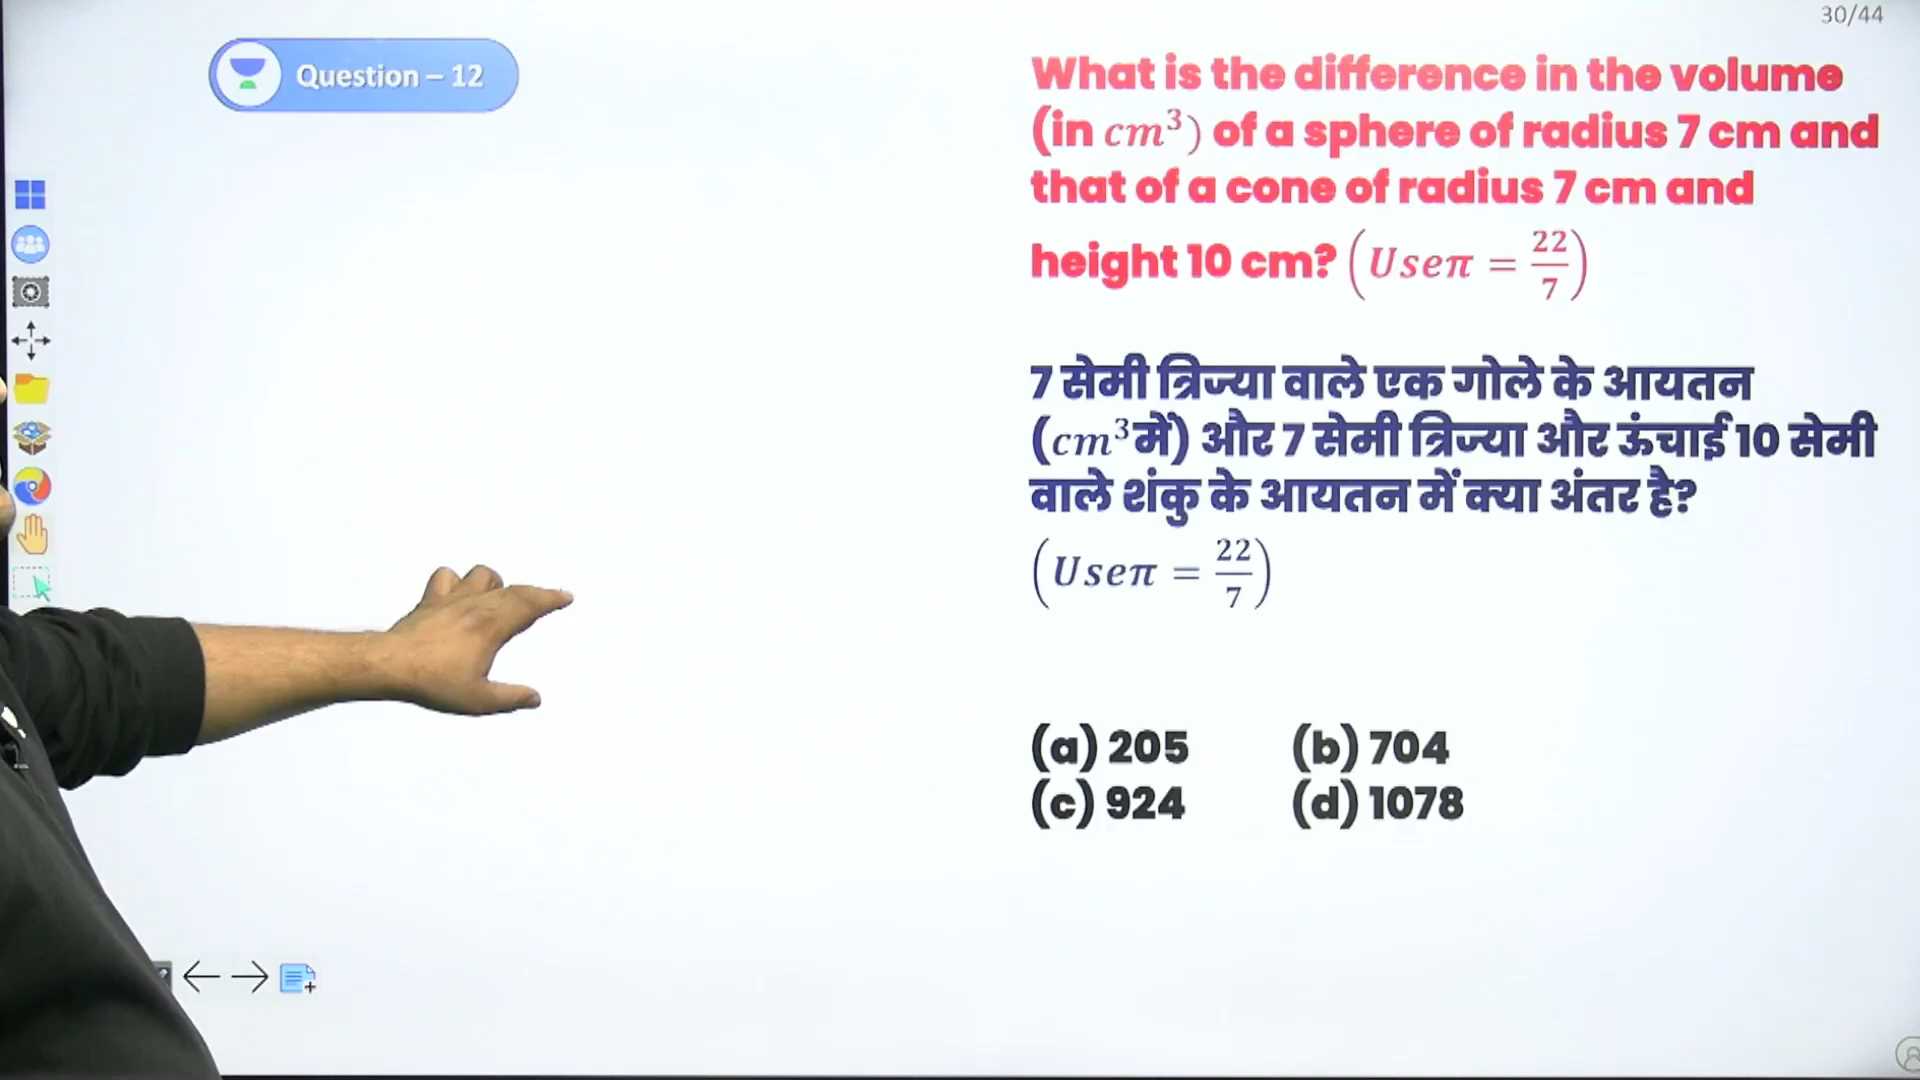 30/44
Question – 12
What is the difference in the volume
(in cm³) of a sphere of radius 7 cm and
that of a cone of radius 7 cm and
height 10 cm? (Useπ = 22/7)
7 सेमी त्रिज्या वाले एक गोले के आयतन
(cm³में) और 7 सेमी त्रिज्या और ऊंचाई 10 सेमी
वाले शंकु के आयतन में क्या अंतर है?
(Useπ = 22/7)
(a) 205 (b) 704
(c) 924 (d) 1078